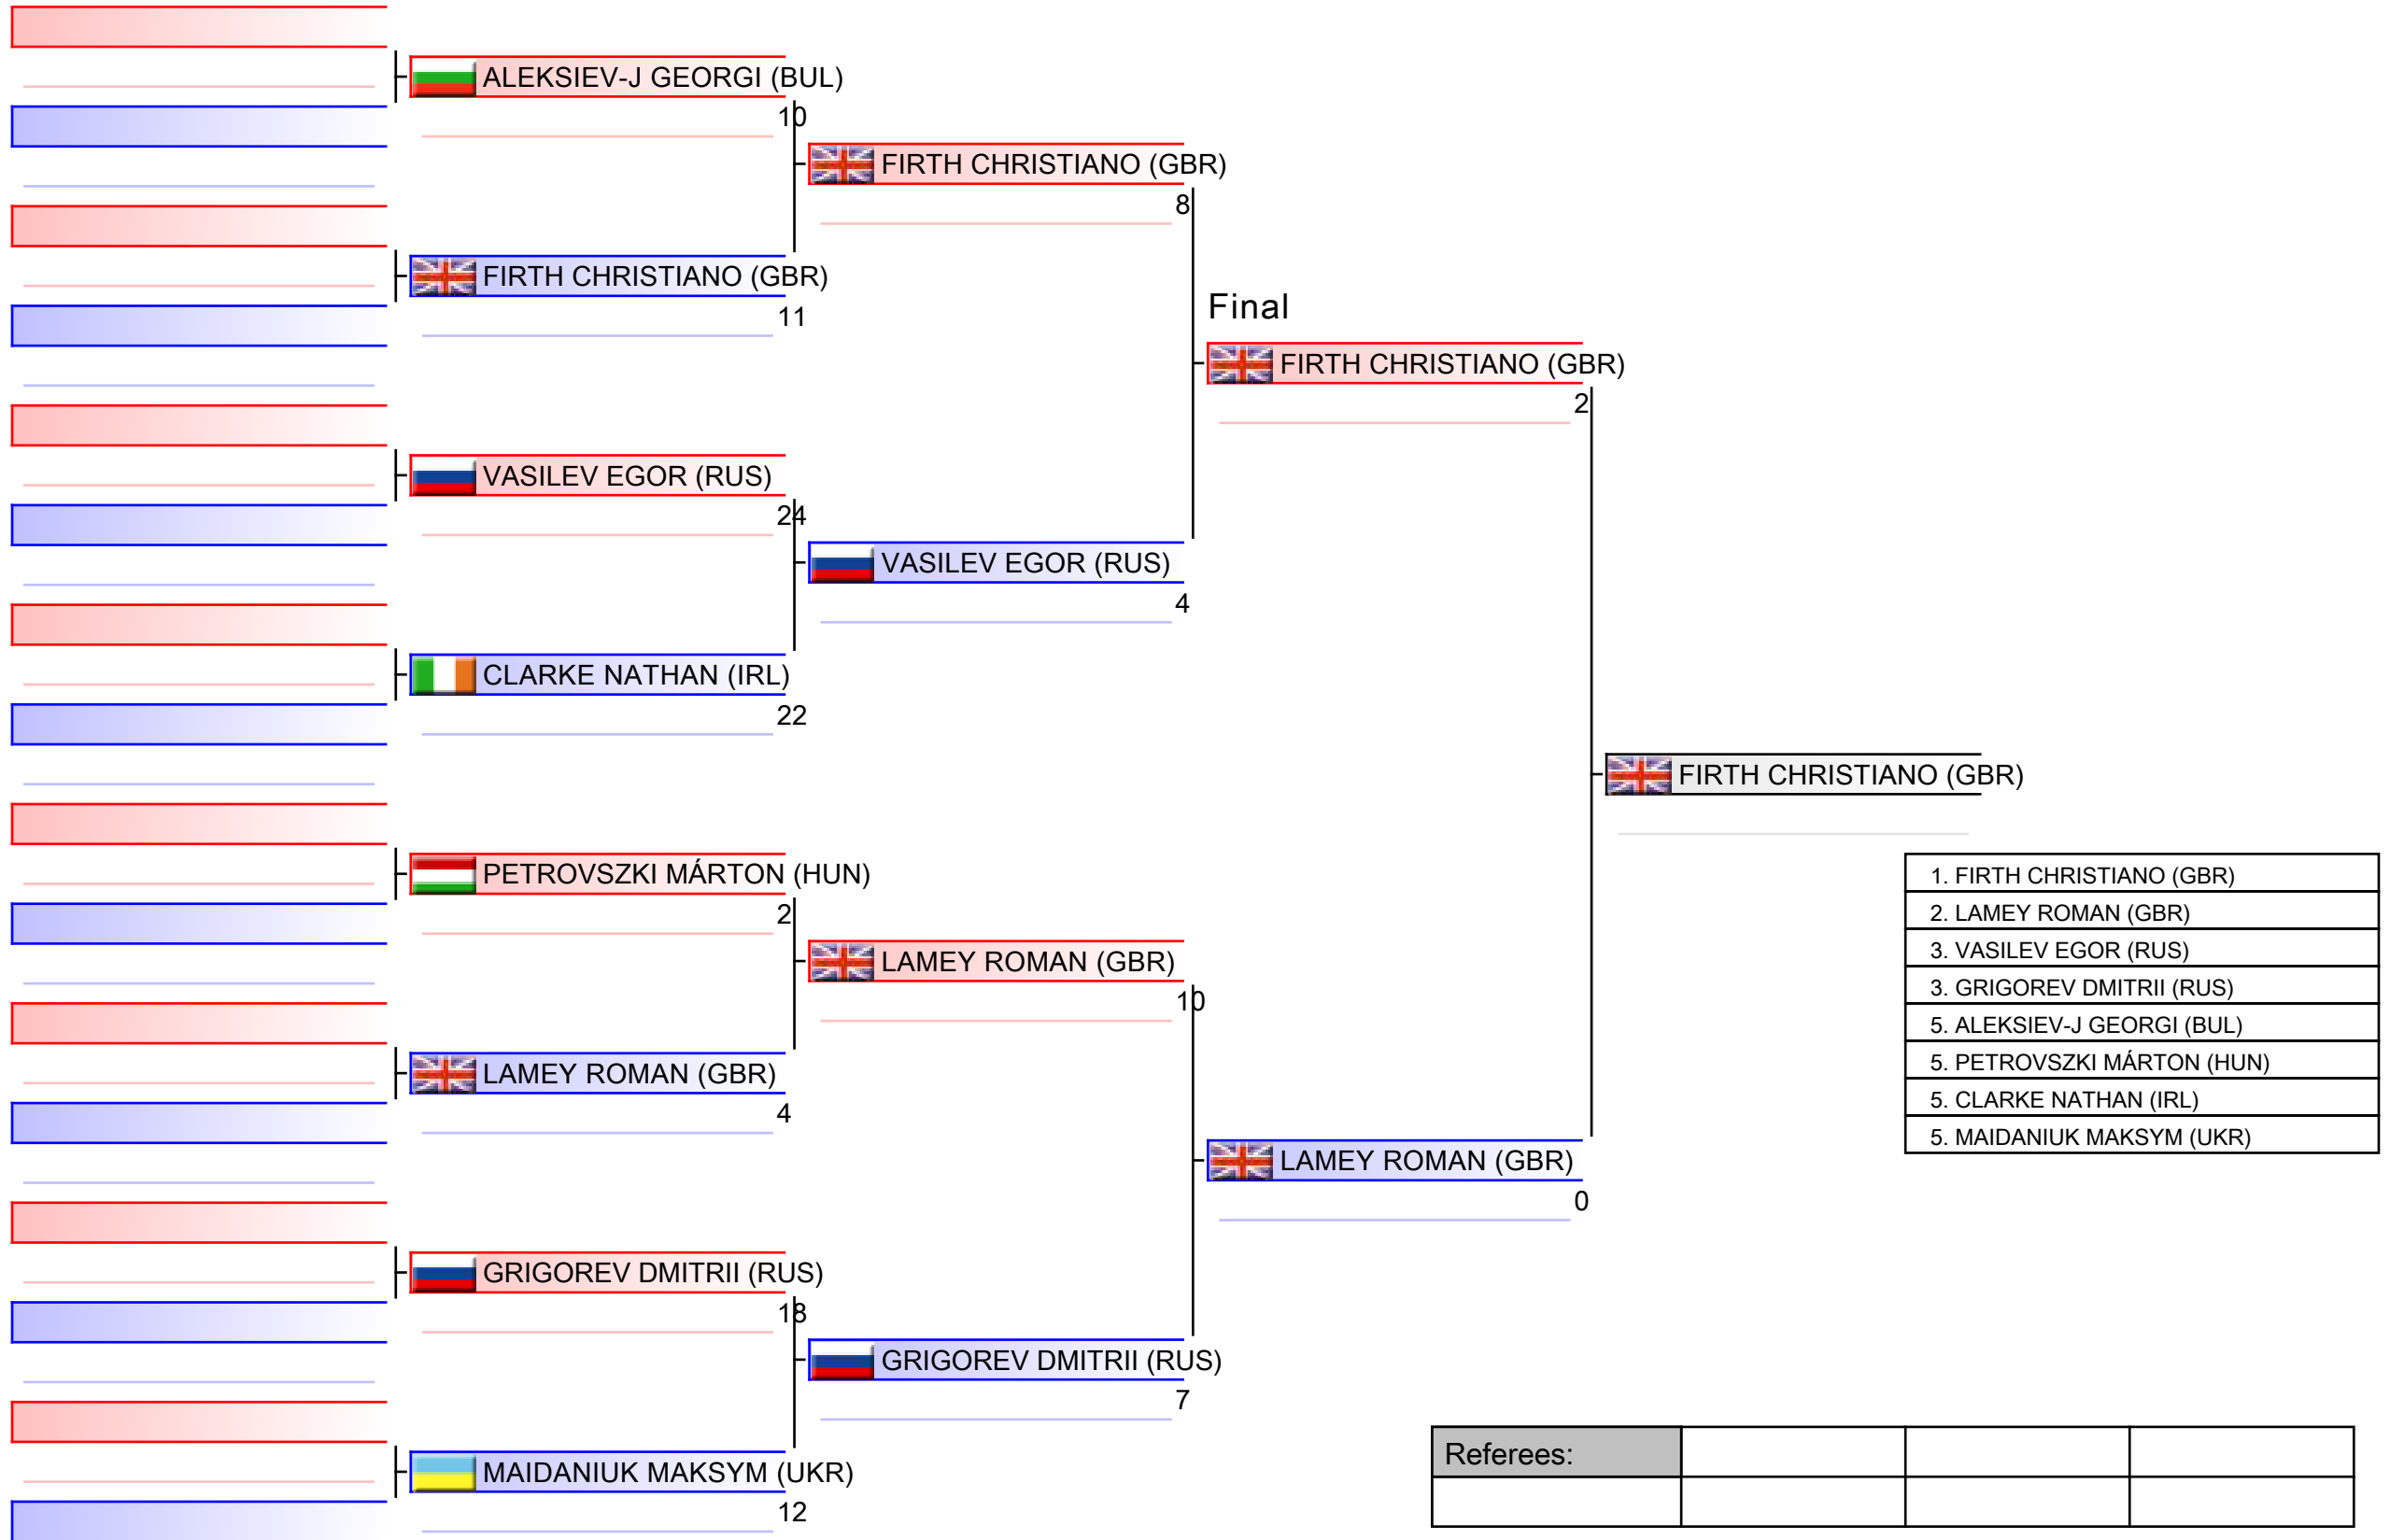 ALEKSIEV-J GEORGI (BUL)
10
FIRTH CHRISTIANO (GBR)
8
FIRTH CHRISTIANO (GBR)
11
Final
FIRTH CHRISTIANO (GBR)
2
VASILEV EGOR (RUS)
24
VASILEV EGOR (RUS)
4
CLARKE NATHAN (IRL)
22
FIRTH CHRISTIANO (GBR)
PETROVSZKI MÁRTON (HUN)
2
LAMEY ROMAN (GBR)
10
LAMEY ROMAN (GBR)
4
LAMEY ROMAN (GBR)
0
GRIGOREV DMITRII (RUS)
18
GRIGOREV DMITRII (RUS)
7
MAIDANIUK MAKSYM (UKR)
12
1. FIRTH CHRISTIANO (GBR)
2. LAMEY ROMAN (GBR)
3. VASILEV EGOR (RUS)
3. GRIGOREV DMITRII (RUS)
5. ALEKSIEV-J GEORGI (BUL)
5. PETROVSZKI MÁRTON (HUN)
5. CLARKE NATHAN (IRL)
5. MAIDANIUK MAKSYM (UKR)
Referees: